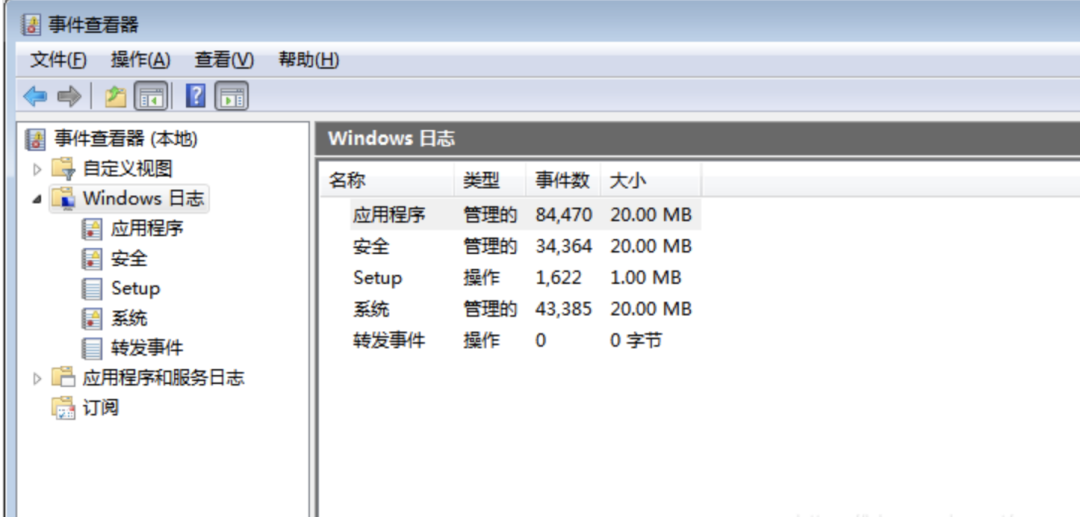 事件查看器
文件(F) 操作(A) 查看(V) 帮助(H)
事件查看器 (本地)
自定义视图
Windows 日志
应用程序
安全
Setup
系统
转发事件
应用程序和服务日志
订阅
Windows 日志
名称 类型 事件数 大小
应用程序 管理的 84,470 20.00 MB
安全 管理的 34,364 20.00 MB
Setup 操作 1,622 1.00 MB
系统 管理的 43,385 20.00 MB
转发事件 操作 0 0 字节